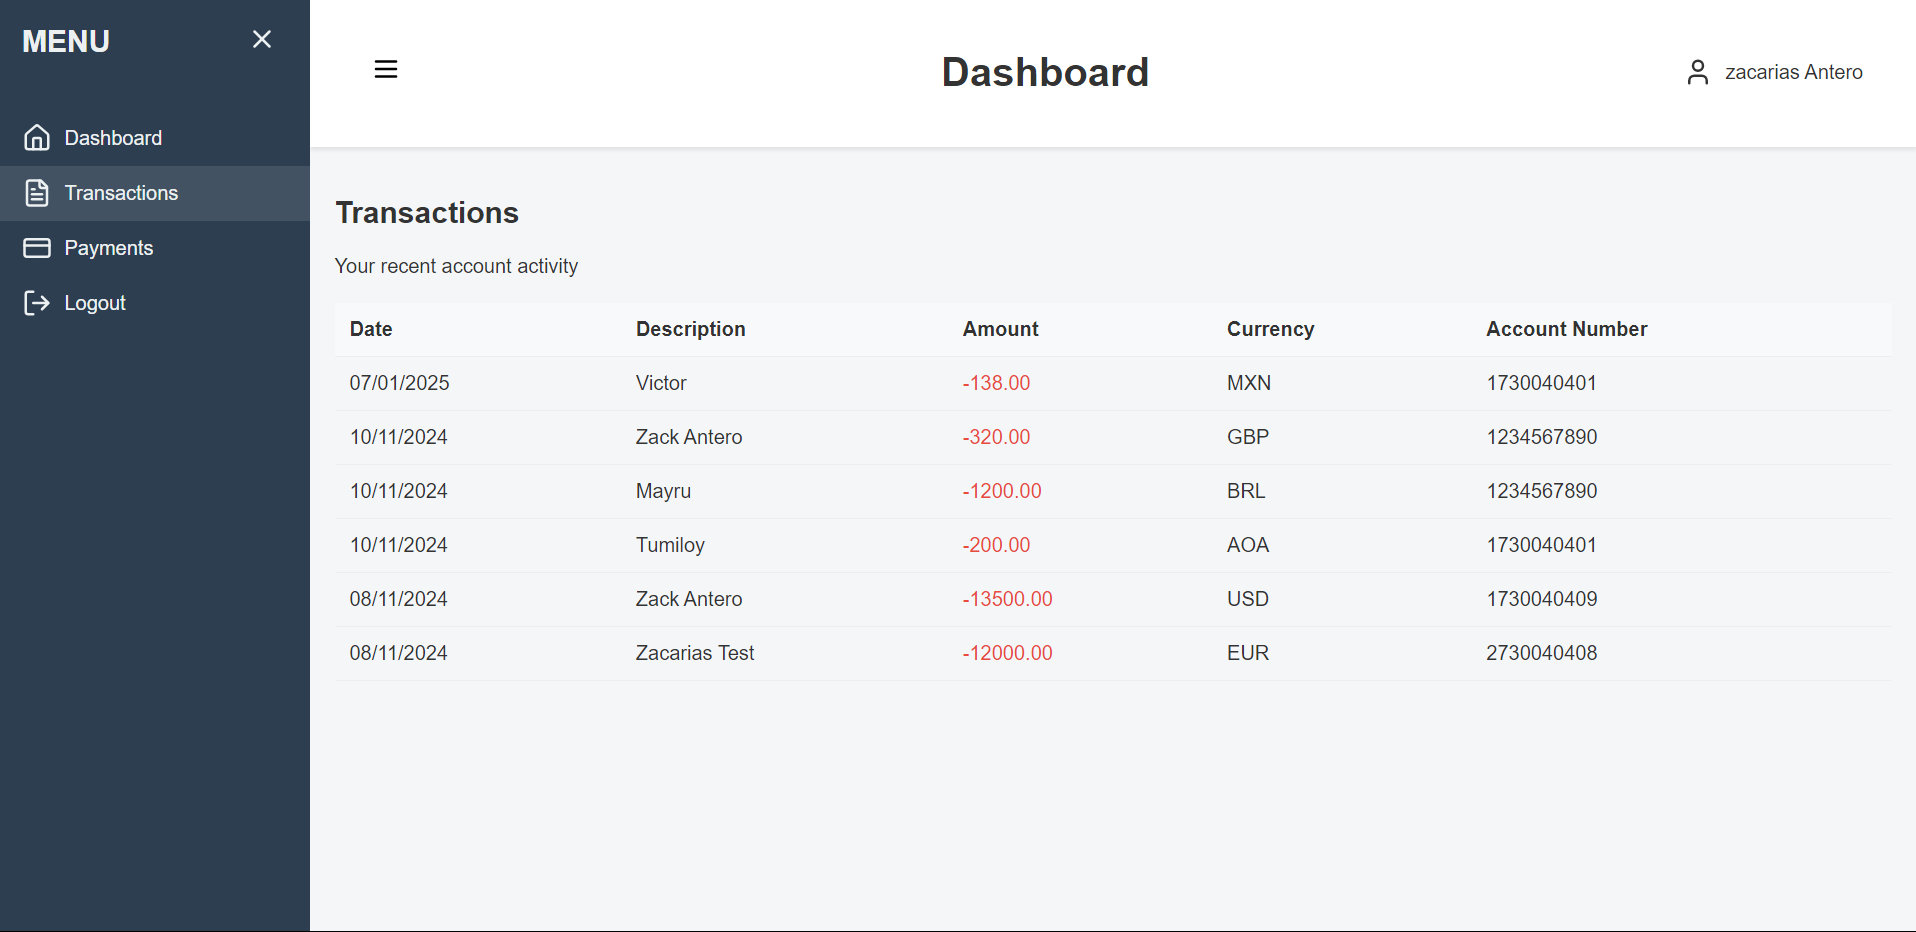 MENU
Dashboard
Transactions
Payments
Logout
Dashboard
zacarias Antero
Transactions
Your recent account activity
Date Description Amount Currency Account Number
07/01/2025 Victor -138.00 MXN 1730040401
10/11/2024 Zack Antero -320.00 GBP 1234567890
10/11/2024 Mayru -1200.00 BRL 1234567890
10/11/2024 Tumiloy -200.00 AOA 1730040401
08/11/2024 Zack Antero -13500.00 USD 1730040409
08/11/2024 Zacarias Test -12000.00 EUR 2730040408